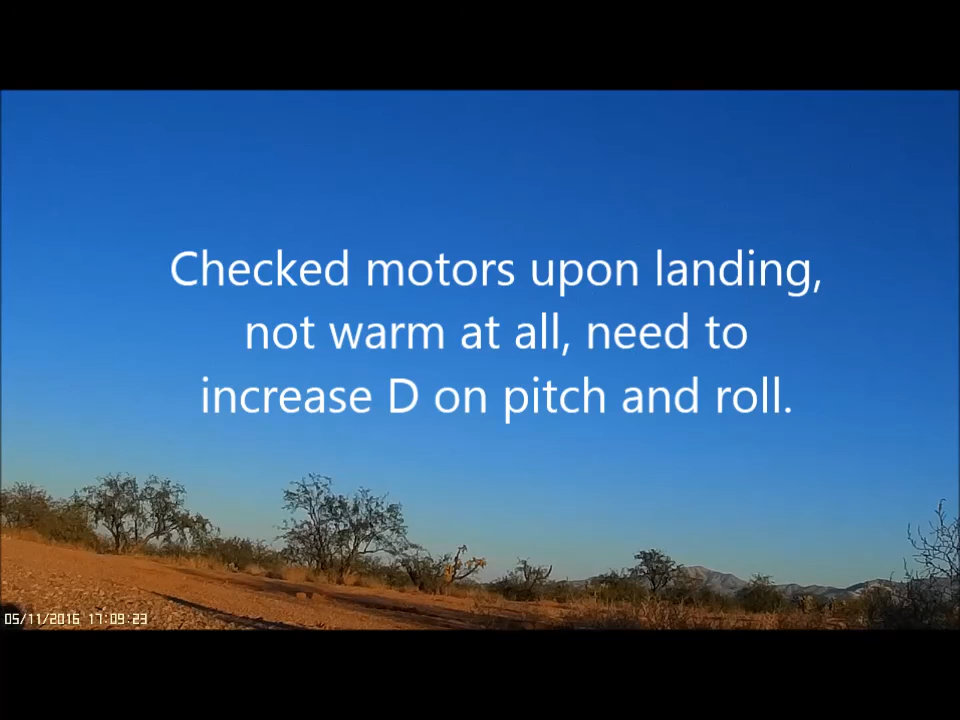 Checked motors upon landing,
not warm at all, need to
increase D on pitch and roll.
05/11/2016 17:09:23